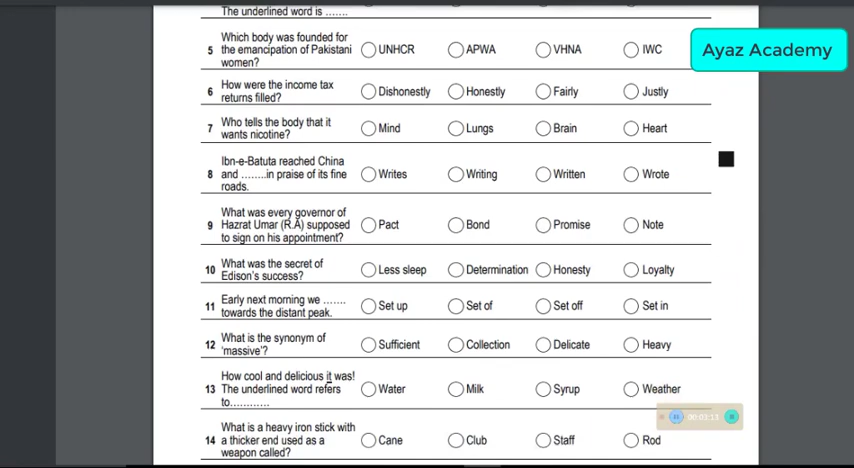 The underlined word is …….
Ayaz Academy
Which body was founded for
5 the emancipation of Pakistani UNHCR APWA VHNA IWC
women?
How were the income tax
6 returns filled? Dishonestly Honestly Fairly Justly
Who tells the body that it
7 wants nicotine? Mind Lungs Brain Heart
Ibn-e-Batuta reached China
8 and ……..in praise of its fine Writes Writing Written Wrote
roads.
What was every governor of
9 Hazrat Umar (R.A) supposed Pact Bond Promise Note
to sign on his appointment?
What was the secret of
10 Edison's success? Less sleep Determination Honesty Loyalty
Early next morning we …….
11 towards the distant peak. Set up Set of Set off Set in
What is the synonym of
12 'massive'? Sufficient Collection Delicate Heavy
How cool and delicious it was!
13 The underlined word refers Water Milk Syrup Weather
to…………
00:03:11
What is a heavy iron stick with
14 a thicker end used as a Cane Club Staff Rod
weapon called?